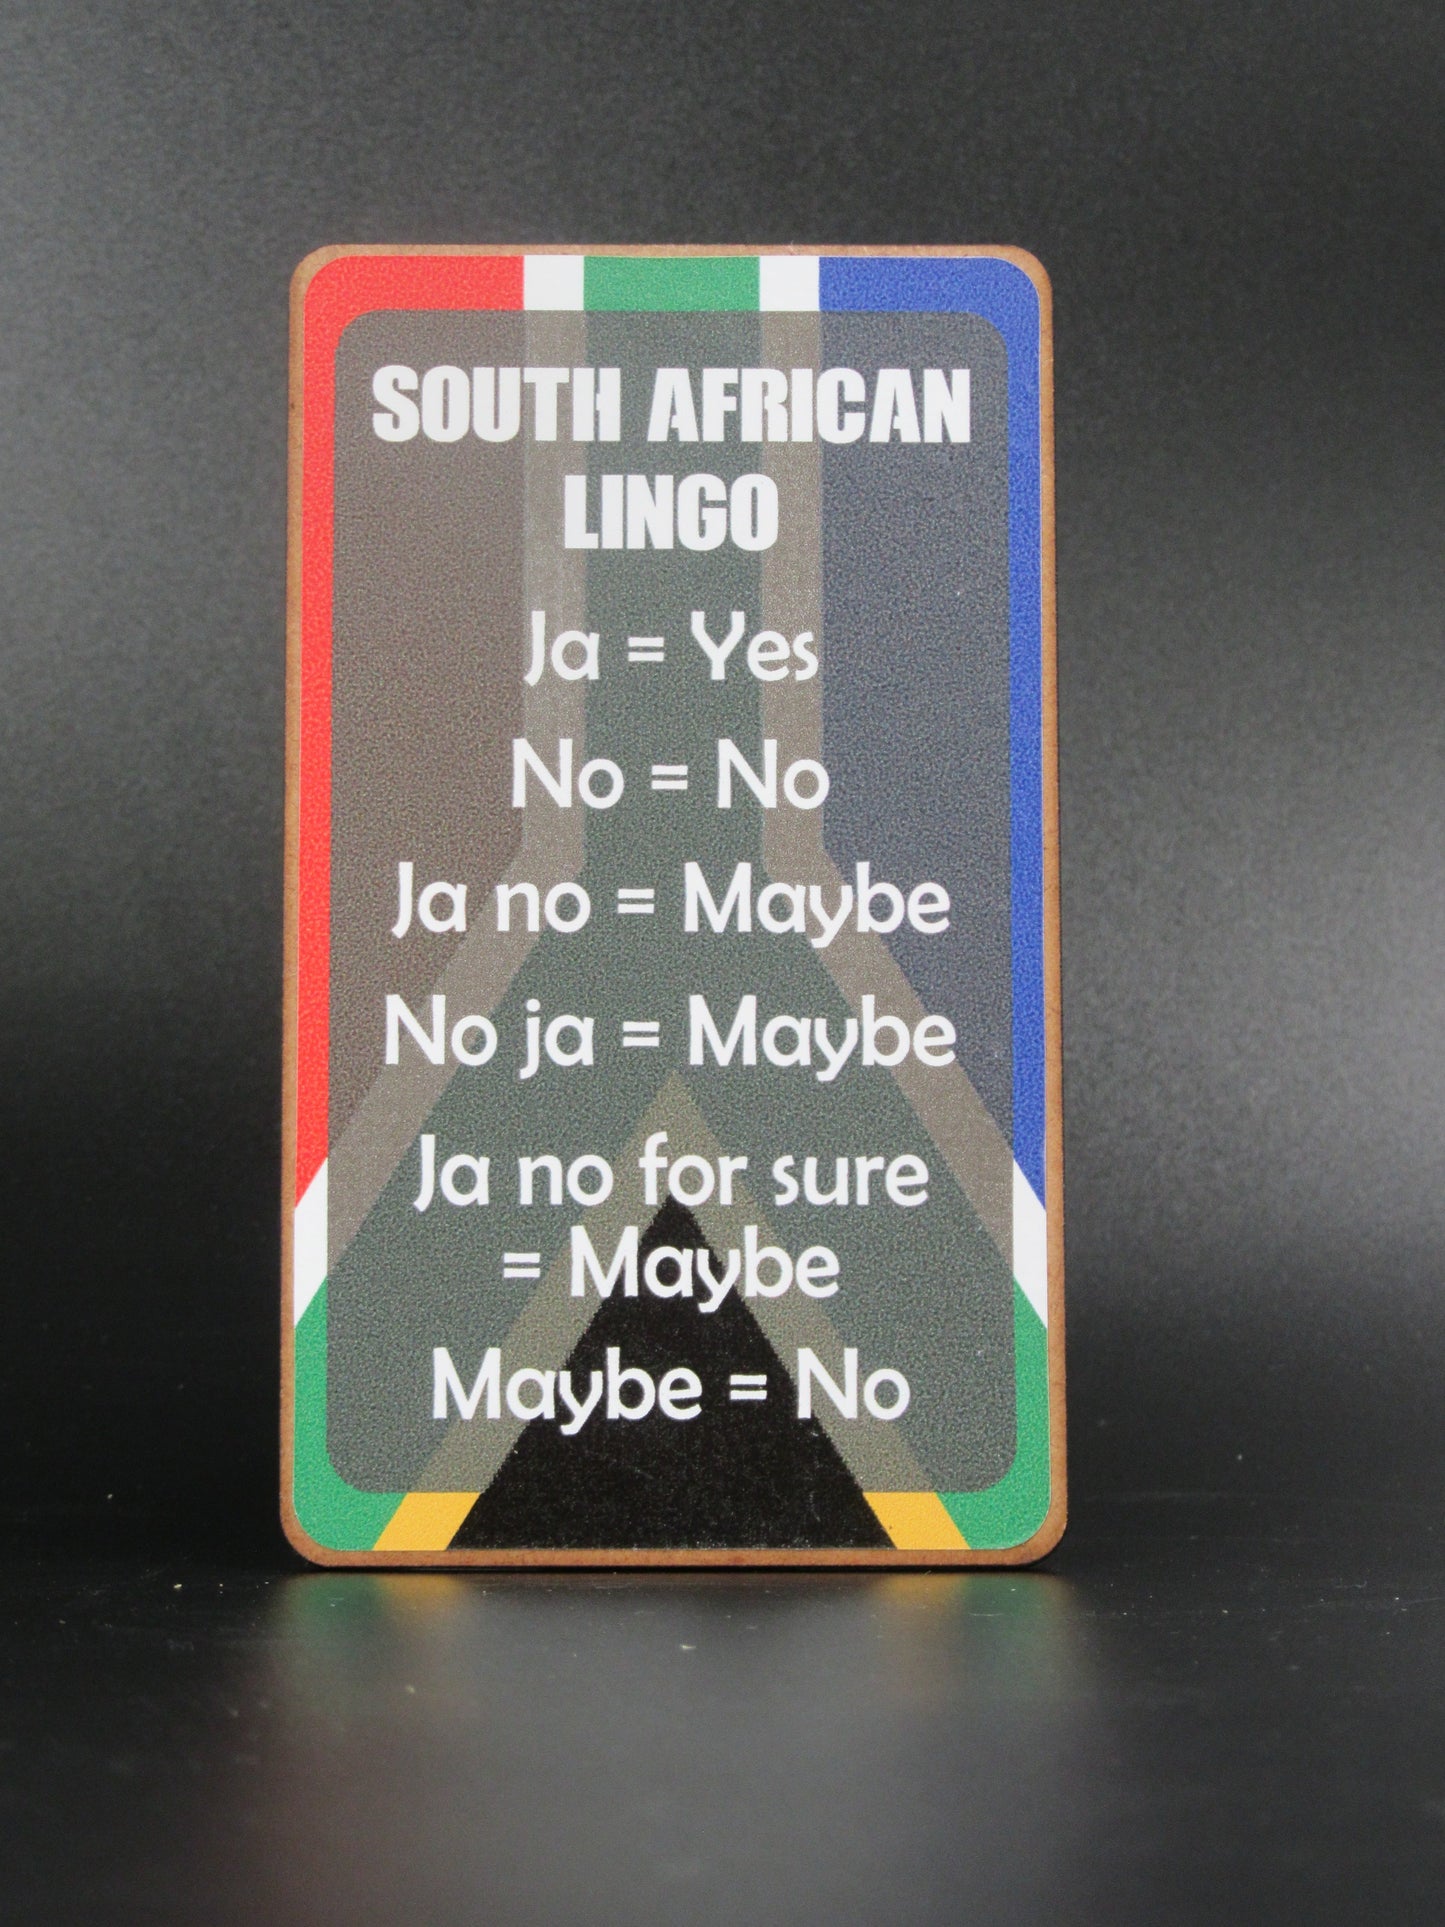 SOUTH AFRICAN
LINGO
Ja = Yes
No = No
Ja no = Maybe
No ja = Maybe
Ja no for sure
= Maybe
Maybe = No